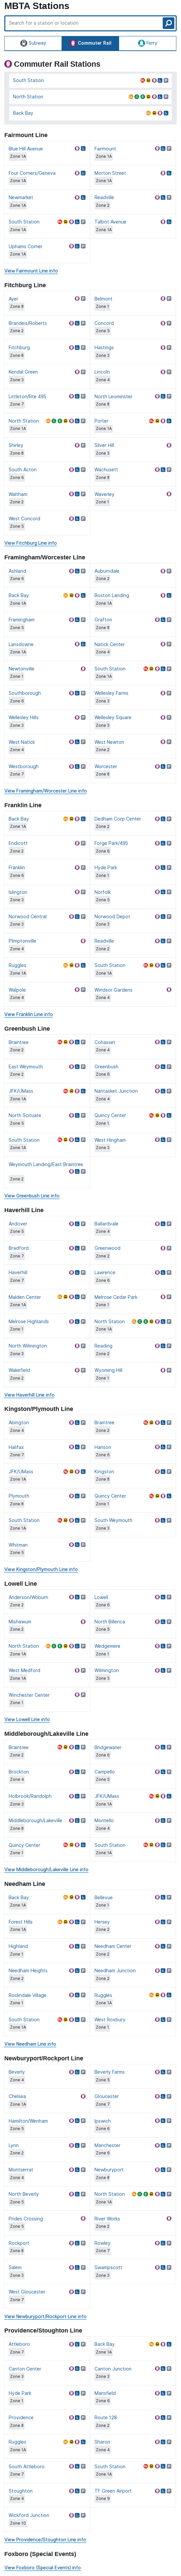 MBTA Stations
Search for a station or location
Subway
Commuter Rail
Ferry
Commuter Rail Stations
South Station
North Station
Back Bay
Fairmount Line
Blue Hill Avenue
Zone 1A
Fairmount
Zone 1A
Four Corners/Geneva
Zone 1A
Morton Street
Zone 1A
Newmarket
Zone 1A
Readville
Zone 2
South Station
Zone 1A
Talbot Avenue
Zone 1A
Uphams Corner
Zone 1A
View Fairmount Line info
Fitchburg Line
Ayer
Zone 8
Belmont
Zone 1
Brandeis/Roberts
Zone 2
Concord
Zone 5
Fitchburg
Zone 8
Hastings
Zone 3
Kendal Green
Zone 3
Lincoln
Zone 4
Littleton/Rte 495
Zone 7
North Leominster
Zone 8
North Station
Zone 1A
Porter
Zone 1A
Shirley
Zone 8
Silver Hill
Zone 3
South Acton
Zone 6
Wachusett
Zone 8
Waltham
Zone 2
Waverley
Zone 1
West Concord
Zone 5
View Fitchburg Line info
Framingham/Worcester Line
Ashland
Zone 6
Auburndale
Zone 2
Back Bay
Zone 1A
Boston Landing
Zone 1A
Framingham
Zone 5
Grafton
Zone 8
Lansdowne
Zone 1A
Natick Center
Zone 4
Newtonville
Zone 1
South Station
Zone 1A
Southborough
Zone 6
Wellesley Farms
Zone 3
Wellesley Hills
Zone 3
Wellesley Square
Zone 3
West Natick
Zone 4
West Newton
Zone 2
Westborough
Zone 7
Worcester
Zone 8
View Framingham/Worcester Line info
Franklin Line
Back Bay
Zone 1A
Dedham Corp Center
Zone 2
Endicott
Zone 2
Forge Park/495
Zone 6
Franklin
Zone 6
Hyde Park
Zone 1
Islington
Zone 3
Norfolk
Zone 5
Norwood Central
Zone 3
Norwood Depot
Zone 3
Plimptonville
Zone 4
Readville
Zone 2
Ruggles
Zone 1A
South Station
Zone 1A
Walpole
Zone 4
Windsor Gardens
Zone 4
View Franklin Line info
Greenbush Line
Braintree
Zone 2
Cohasset
Zone 4
East Weymouth
Zone 2
Greenbush
Zone 6
JFK/UMass
Zone 1A
Nantasket Junction
Zone 4
North Scituate
Zone 5
Quincy Center
Zone 1
South Station
Zone 1A
West Hingham
Zone 3
Weymouth Landing/East Braintree
Zone 2
View Greenbush Line info
Haverhill Line
Andover
Zone 5
Ballardvale
Zone 4
Bradford
Zone 7
Greenwood
Zone 2
Haverhill
Zone 7
Lawrence
Zone 6
Malden Center
Zone 1A
Melrose Cedar Park
Zone 1
Melrose Highlands
Zone 1
North Station
Zone 1A
North Wilmington
Zone 3
Reading
Zone 2
Wakefield
Zone 2
Wyoming Hill
Zone 1
View Haverhill Line info
Kingston/Plymouth Line
Abington
Zone 4
Braintree
Zone 2
Halifax
Zone 7
Hanson
Zone 6
JFK/UMass
Zone 1A
Kingston
Zone 8
Plymouth
Zone 8
Quincy Center
Zone 1
South Station
Zone 1A
South Weymouth
Zone 3
Whitman
Zone 5
View Kingston/Plymouth Line info
Lowell Line
Anderson/Woburn
Zone 2
Lowell
Zone 6
Mishawum
Zone 2
North Billerica
Zone 5
North Station
Zone 1A
Wedgemere
Zone 1
West Medford
Zone 1A
Wilmington
Zone 3
Winchester Center
Zone 1
View Lowell Line info
Middleborough/Lakeville Line
Braintree
Zone 2
Bridgewater
Zone 6
Brockton
Zone 4
Campello
Zone 5
Holbrook/Randolph
Zone 3
JFK/UMass
Zone 1A
Middleborough/Lakeville
Zone 8
Montello
Zone 4
Quincy Center
Zone 1
South Station
Zone 1A
View Middleborough/Lakeville Line info
Needham Line
Back Bay
Zone 1A
Bellevue
Zone 1
Forest Hills
Zone 1A
Hersey
Zone 2
Highland
Zone 1
Needham Center
Zone 2
Needham Heights
Zone 2
Needham Junction
Zone 2
Roslindale Village
Zone 1
Ruggles
Zone 1A
South Station
Zone 1A
West Roxbury
Zone 1
View Needham Line info
Newburyport/Rockport Line
Beverly
Zone 4
Beverly Farms
Zone 5
Chelsea
Zone 1A
Gloucester
Zone 7
Hamilton/Wenham
Zone 5
Ipswich
Zone 6
Lynn
Zone 2
Manchester
Zone 6
Montserrat
Zone 4
Newburyport
Zone 8
North Beverly
Zone 5
North Station
Zone 1A
Prides Crossing
Zone 5
River Works
Zone 2
Rockport
Zone 8
Rowley
Zone 7
Salem
Zone 3
Swampscott
Zone 3
West Gloucester
Zone 7
View Newburyport/Rockport Line info
Providence/Stoughton Line
Attleboro
Zone 7
Back Bay
Zone 1A
Canton Center
Zone 3
Canton Junction
Zone 3
Hyde Park
Zone 1
Mansfield
Zone 6
Providence
Zone 8
Route 128
Zone 2
Ruggles
Zone 1A
Sharon
Zone 4
South Attleboro
Zone 7
South Station
Zone 1A
Stoughton
Zone 4
TF Green Airport
Zone 9
Wickford Junction
Zone 10
View Providence/Stoughton Line info
Foxboro (Special Events)
View Foxboro (Special Events) info